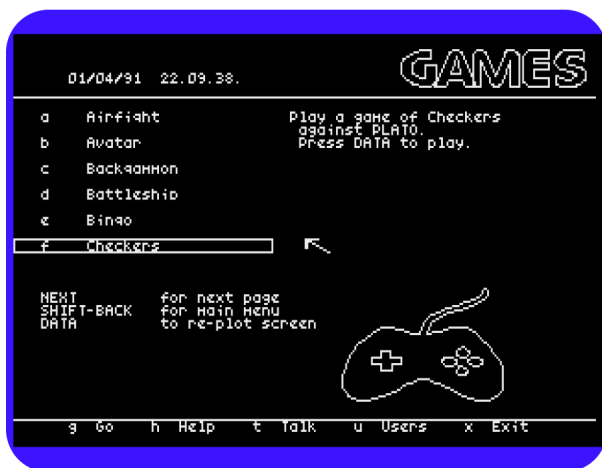 GAMES
01/04/91 22.09.38.
a Airfight
b Avatar
c Backgammon
d Battleship
e Bingo
f Checkers
Play a game of Checkers
against PLATO.
Press DATA to play.
NEXT for next page
SHIFT-BACK for main menu
DATA to re-plot screen
g Go h Help t Talk u Users x Exit